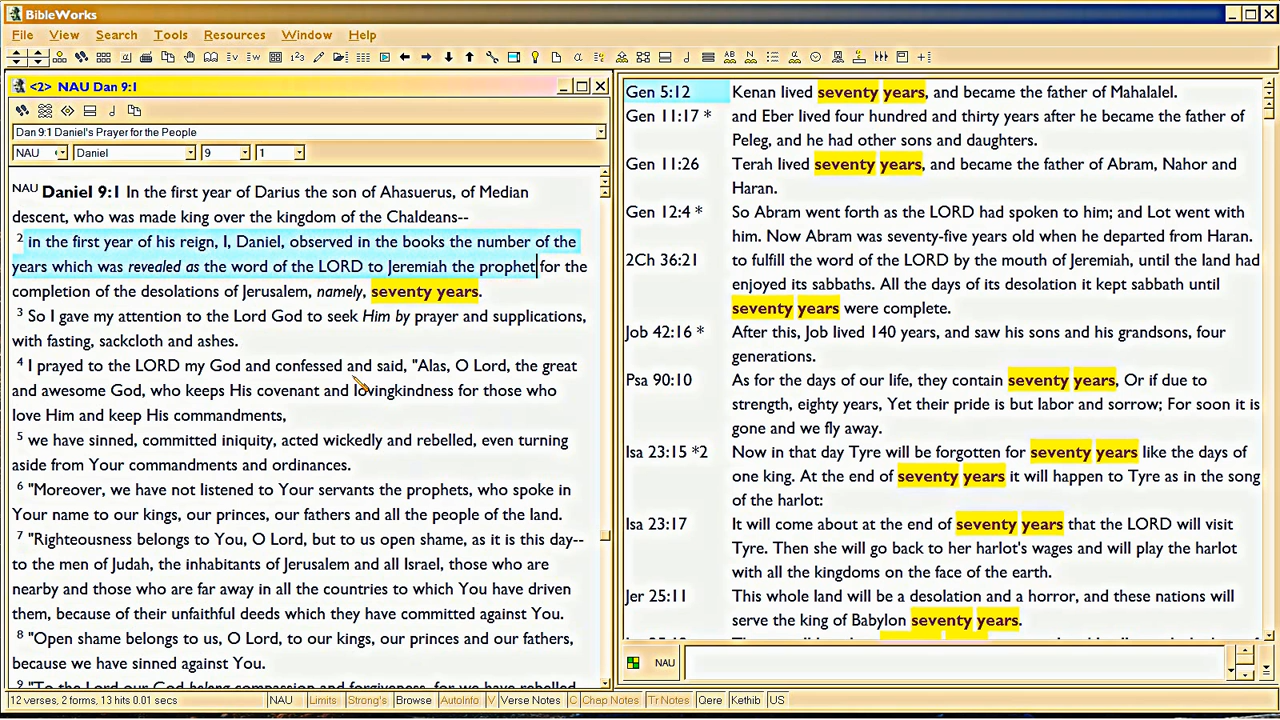 BibleWorks
File View Search Tools Resources Window Help
<2> NAU Dan 9:1
Dan 9:1 Daniel's Prayer for the People
NAU Daniel 9 1
NAU Daniel 9:1 In the first year of Darius the son of Ahasuerus, of Median
descent, who was made king over the kingdom of the Chaldeans--
2 in the first year of his reign, I, Daniel, observed in the books the number of the
years which was revealed as the word of the LORD to Jeremiah the prophet for the
completion of the desolations of Jerusalem, namely, seventy years.
3 So I gave my attention to the Lord God to seek Him by prayer and supplications,
with fasting, sackcloth and ashes.
4 I prayed to the LORD my God and confessed and said, "Alas, O Lord, the great
and awesome God, who keeps His covenant and lovingkindness for those who
love Him and keep His commandments,
5 we have sinned, committed iniquity, acted wickedly and rebelled, even turning
aside from Your commandments and ordinances.
6 "Moreover, we have not listened to Your servants the prophets, who spoke in
Your name to our kings, our princes, our fathers and all the people of the land.
7 "Righteousness belongs to You, O Lord, but to us open shame, as it is this day--
to the men of Judah, the inhabitants of Jerusalem and all Israel, those who are
nearby and those who are far away in all the countries to which You have driven
them, because of their unfaithful deeds which they have committed against You.
8 "Open shame belongs to us, O Lord, to our kings, our princes and our fathers,
because we have sinned against You.
9 "To the Lord our God belong compassion and forgiveness, for we have rebelled
Gen 5:12 Kenan lived seventy years, and became the father of Mahalalel.
Gen 11:17 * and Eber lived four hundred and thirty years after he became the father of
Peleg, and he had other sons and daughters.
Gen 11:26 Terah lived seventy years, and became the father of Abram, Nahor and
Haran.
Gen 12:4 * So Abram went forth as the LORD had spoken to him; and Lot went with
him. Now Abram was seventy-five years old when he departed from Haran.
2Ch 36:21 to fulfill the word of the LORD by the mouth of Jeremiah, until the land had
enjoyed its sabbaths. All the days of its desolation it kept sabbath until
seventy years were complete.
Job 42:16 * After this, Job lived 140 years, and saw his sons and his grandsons, four
generations.
Psa 90:10 As for the days of our life, they contain seventy years, Or if due to
strength, eighty years, Yet their pride is but labor and sorrow; For soon it is
gone and we fly away.
Isa 23:15 *2 Now in that day Tyre will be forgotten for seventy years like the days of
one king. At the end of seventy years it will happen to Tyre as in the song
of the harlot:
Isa 23:17 It will come about at the end of seventy years that the LORD will visit
Tyre. Then she will go back to her harlot's wages and will play the harlot
with all the kingdoms on the face of the earth.
Jer 25:11 This whole land will be a desolation and a horror, and these nations will
serve the king of Babylon seventy years.
NAU
12 verses, 2 forms, 13 hits 0.01 secs NAU Limits Strong's Browse AutoInfo V Verse Notes C Chap Notes Tr Notes Qere Kethib US